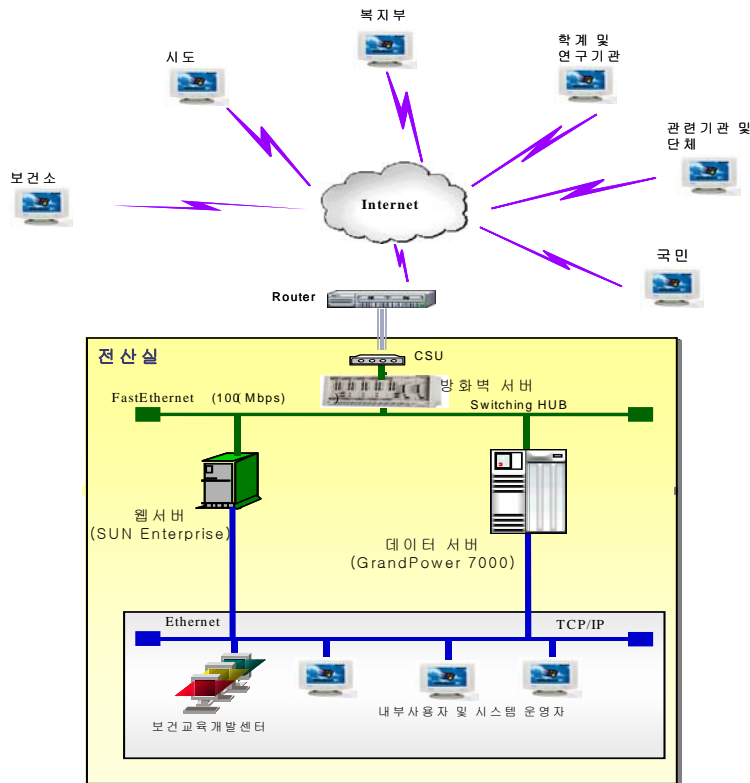 복지부
시도
학계 및
연구기관
관련기관 및
단체
보건소
Internet
국민
Router
전산실
CSU
방화벽 서버
FastEthernet (100 Mbps)
Switching HUB
웹서버
(SUN Enterprise)
데이터 서버
(GrandPower 7000)
Ethernet
TCP/IP
보건교육개발센터
내부사용자 및 시스템 운영자